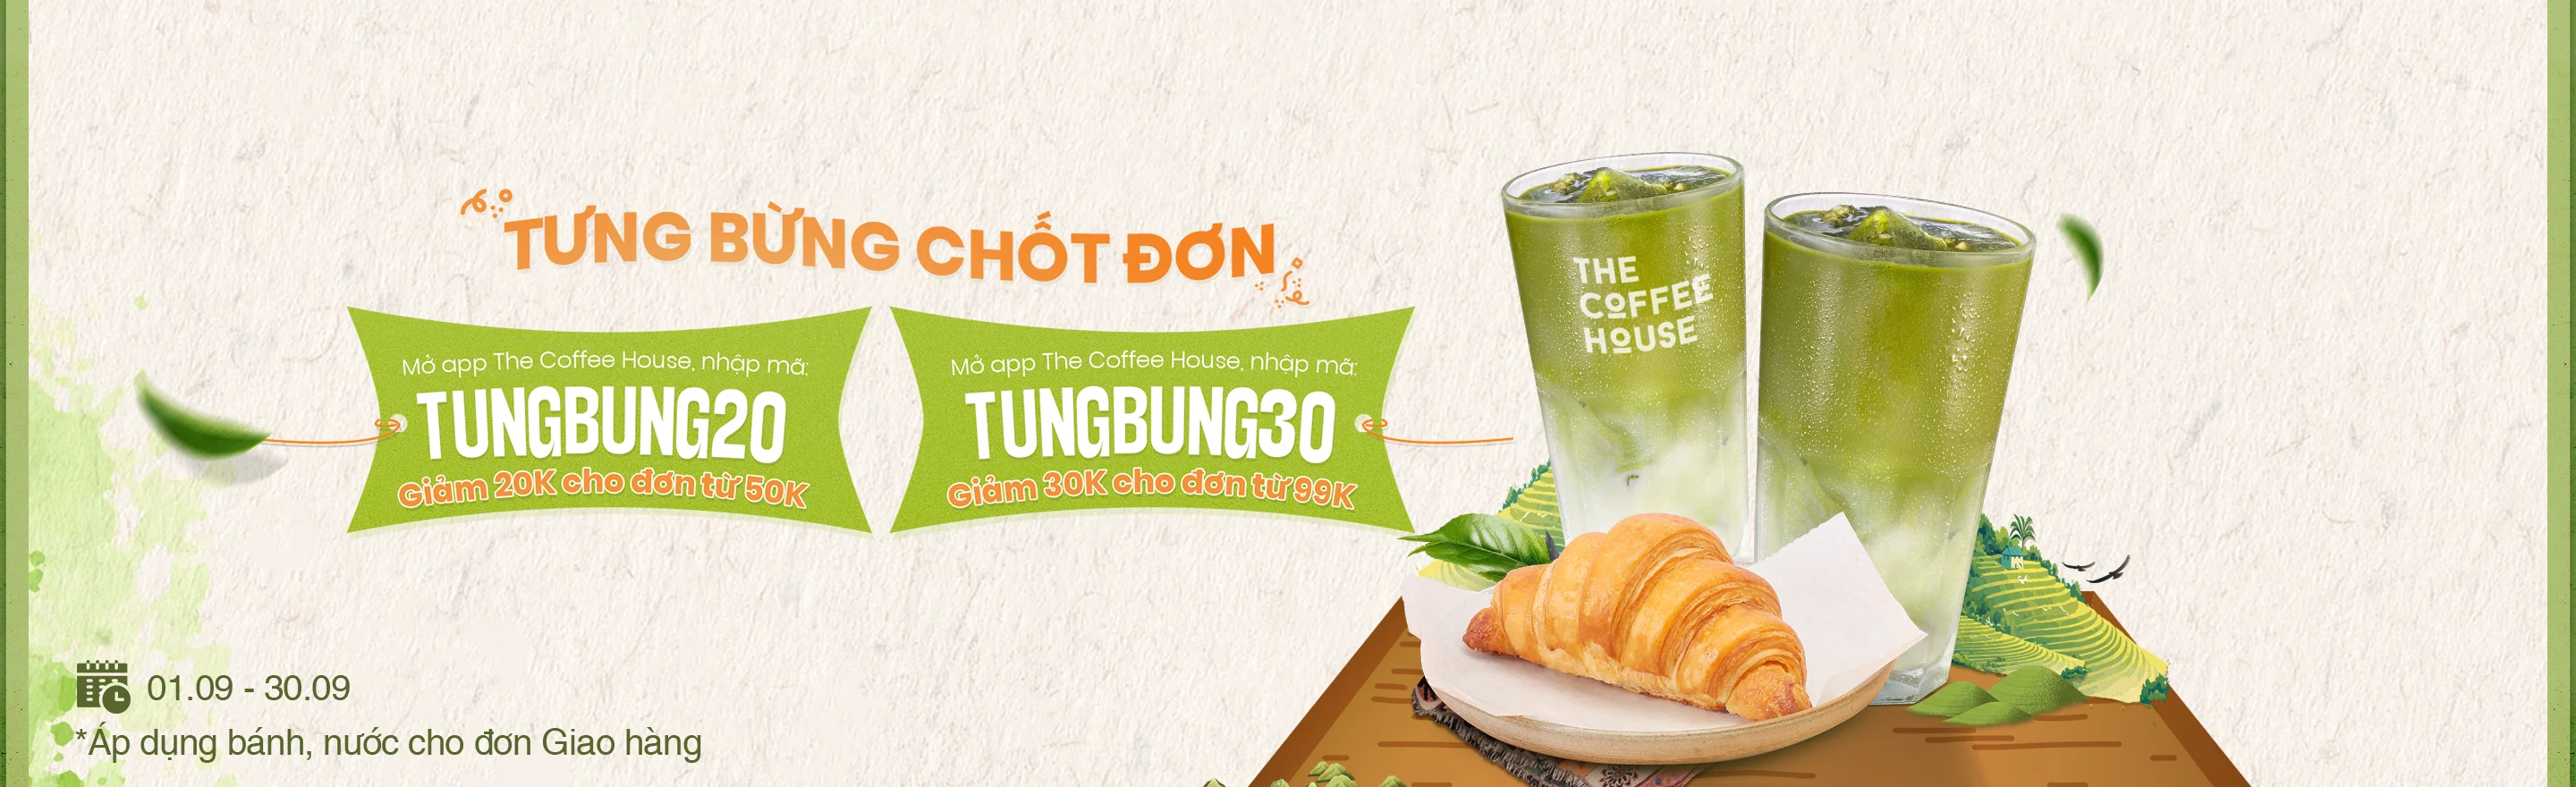 TƯNG BỪNG CHỐT ĐƠN
Mở app The Coffee House, nhập mã:
TUNGBUNG20
Giảm 20K cho đơn từ 50K
Mở app The Coffee House, nhập mã:
TUNGBUNG30
Giảm 30K cho đơn từ 99K
THE
COFFEE
HOUSE
01.09 - 30.09
*Áp dụng bánh, nước cho đơn Giao hàng